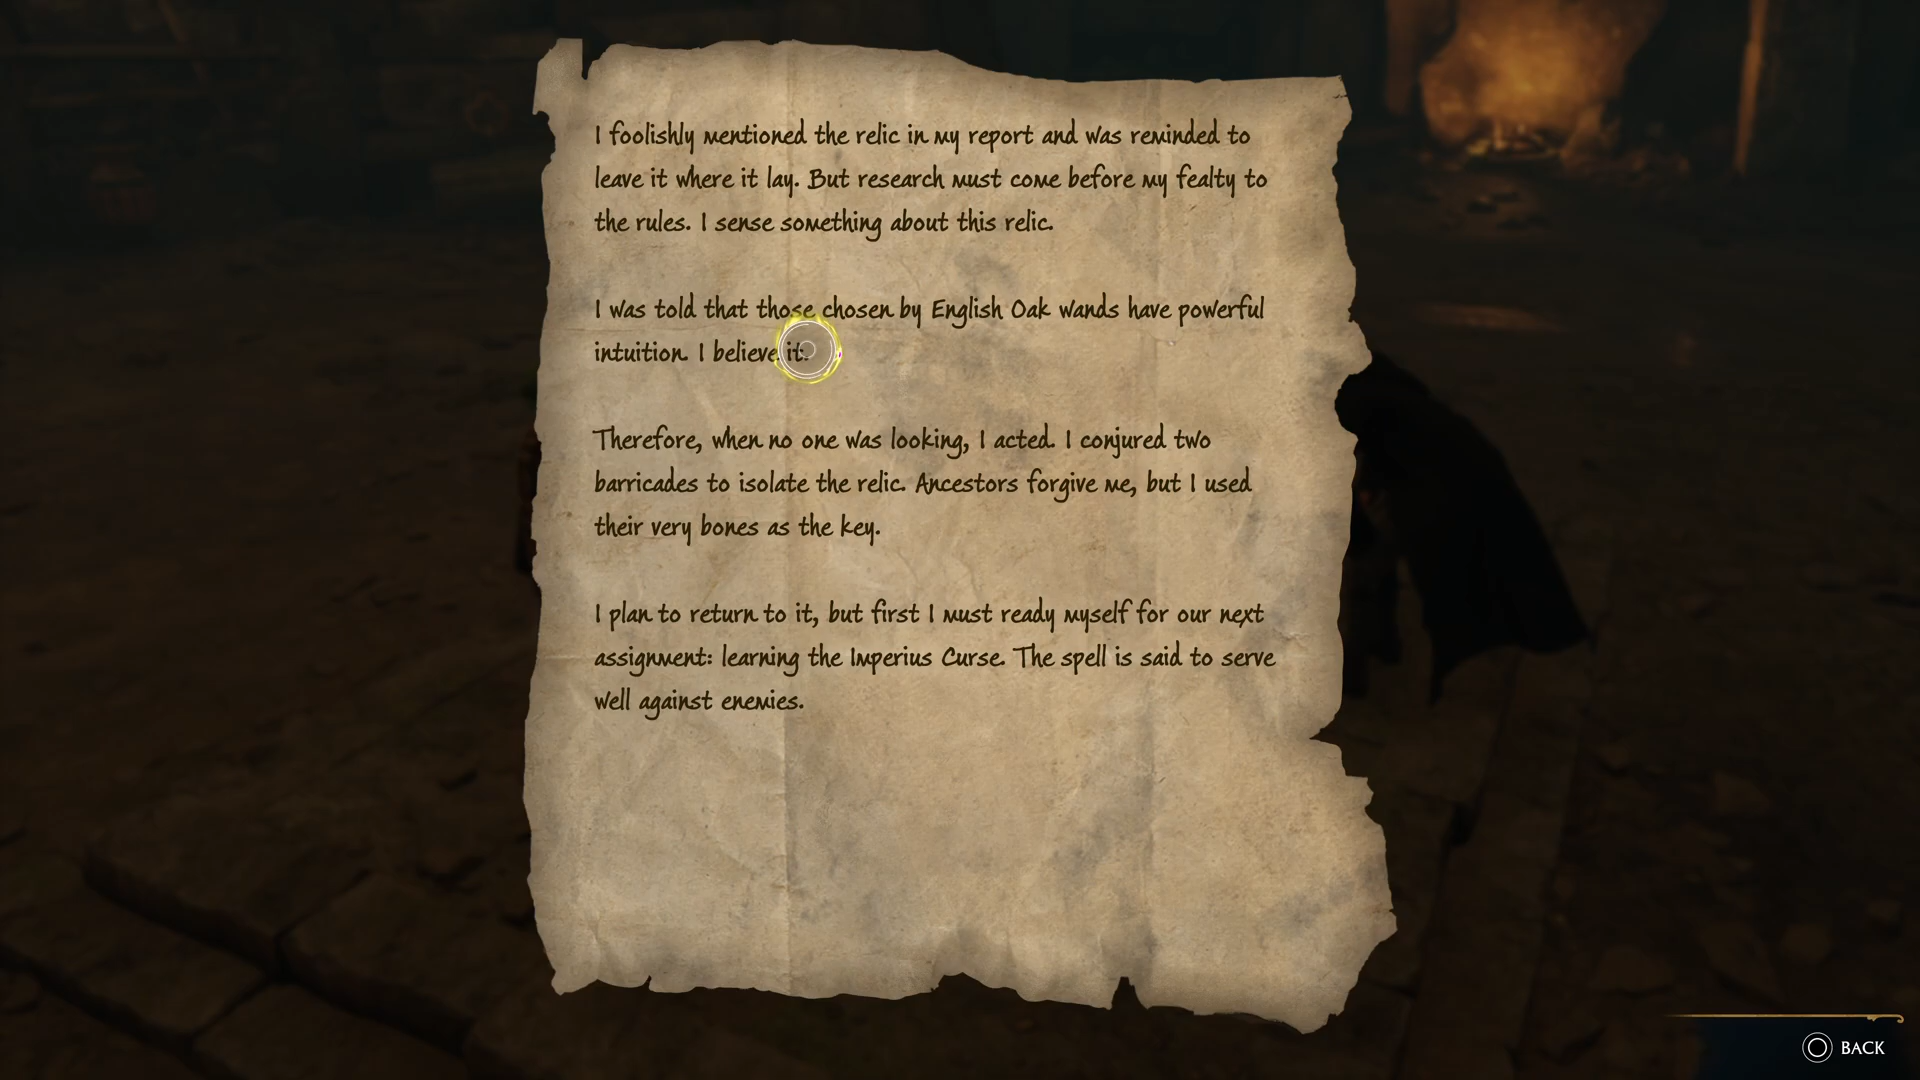 I foolishly mentioned the relic in my report and was reminded to
leave it where it lay. But research must come before my fealty to
the rules. I sense something about this relic.
I was told that those chosen by English Oak wands have powerful
intuition. I believe it.
Therefore, when no one was looking, I acted. I conjured two
barricades to isolate the relic. Ancestors forgive me, but I used
their very bones as the key.
I plan to return to it, but first I must ready myself for our next
assignment: learning the Imperius Curse. The spell is said to serve
well against enemies.
BACK